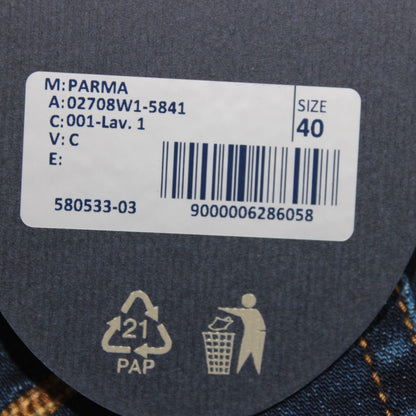 M: PARMA
A: 02708W1-5841
C: 001-Lav. 1
V: C
E:
SIZE
40
580533-03
9000006286058
21
PAP